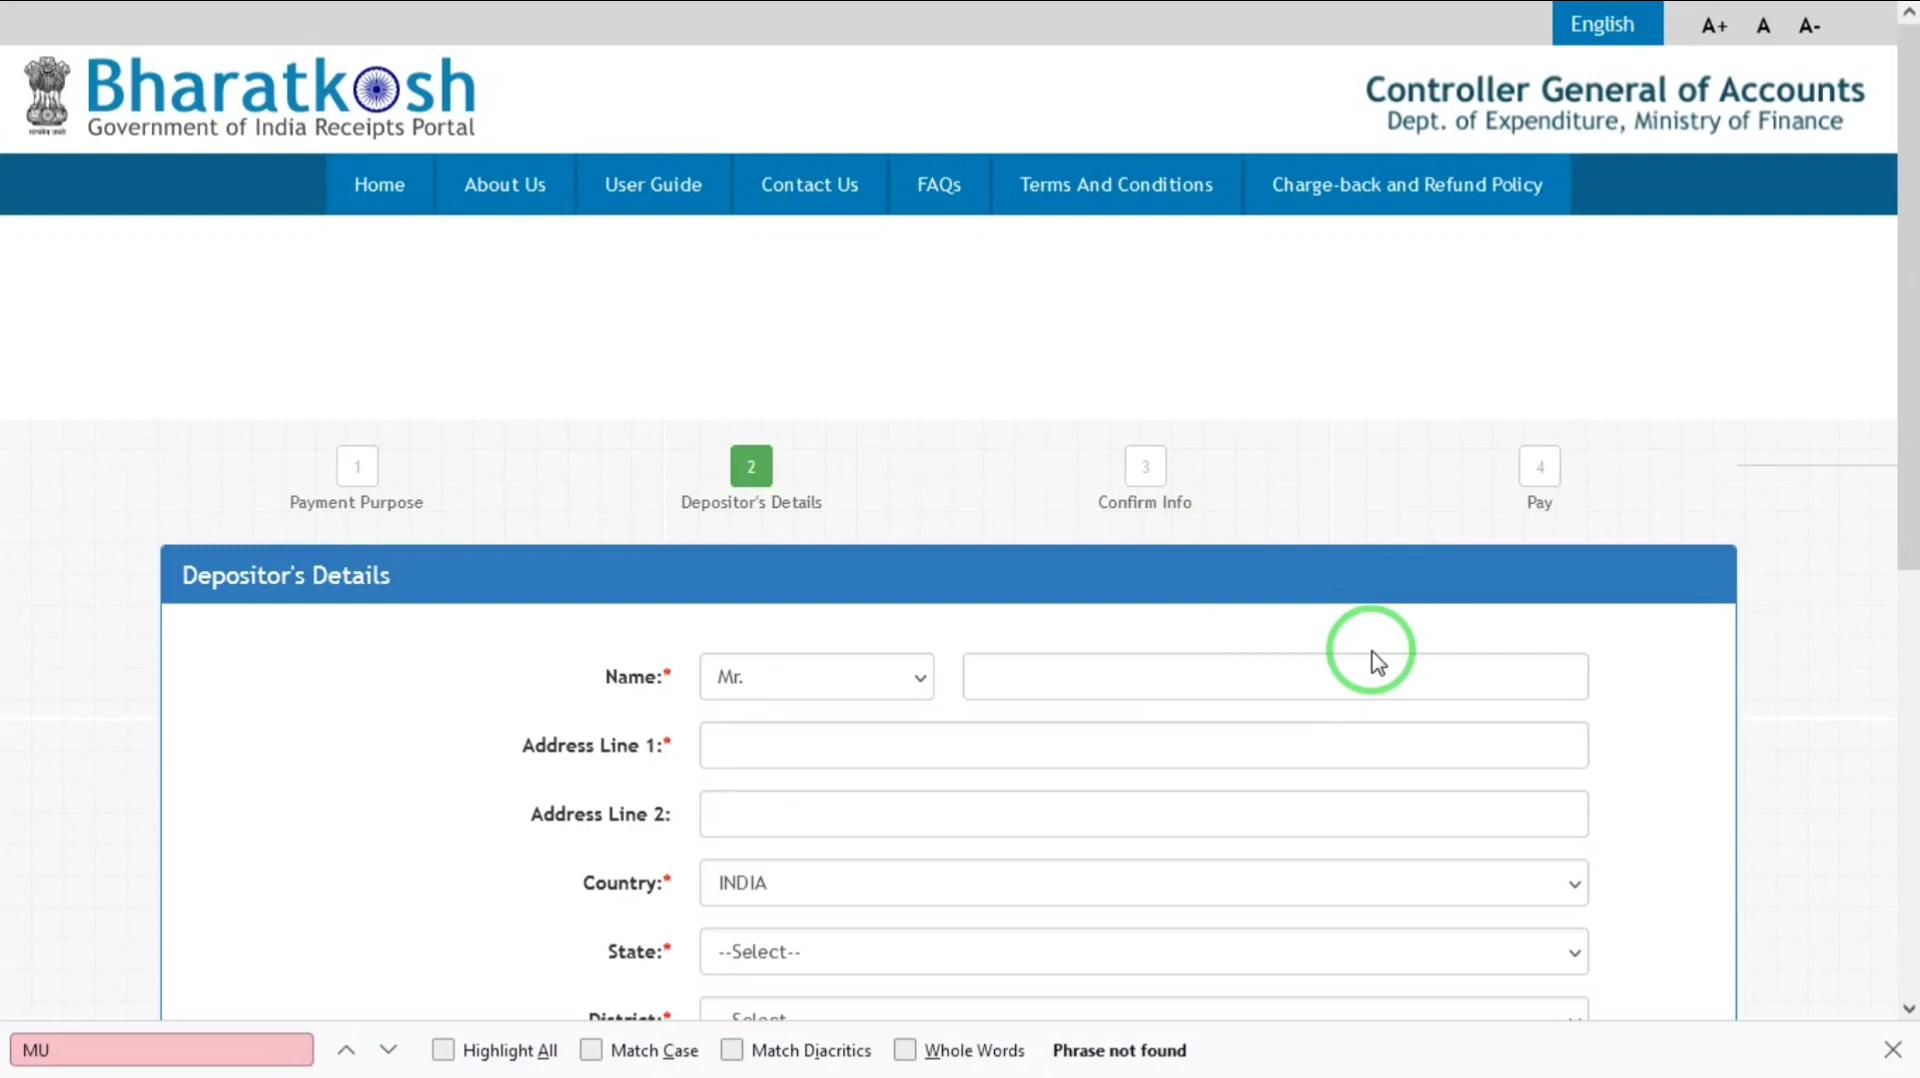 English A+ A A-
Bharatkosh
Government of India Receipts Portal
Controller General of Accounts
Dept. of Expenditure, Ministry of Finance
Home About Us User Guide Contact Us FAQs Terms And Conditions Charge-back and Refund Policy
1 2 3 4
Payment Purpose Depositor's Details Confirm Info Pay
Depositor's Details
Name:* Mr.
Address Line 1:*
Address Line 2:
Country:* INDIA
State:* --Select--
District:* --Select--
MU Highlight All Match Case Match Diacritics Whole Words Phrase not found